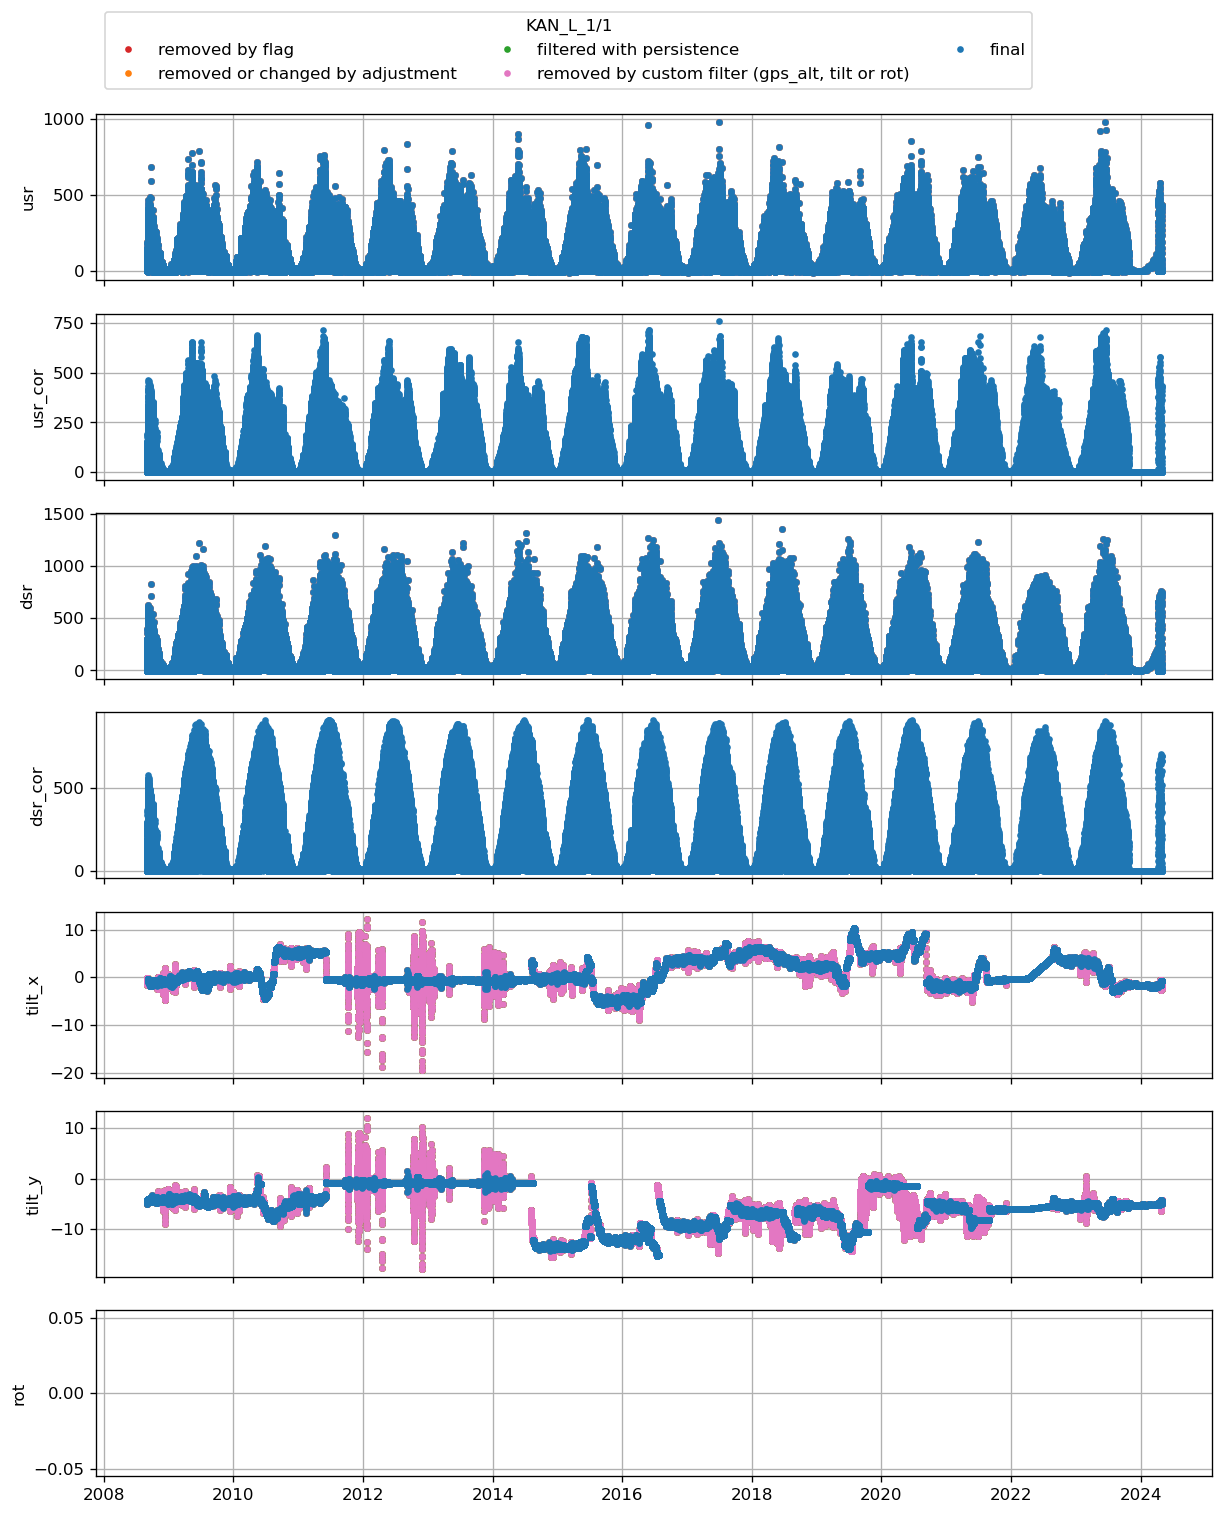 KAN_L_1/1
removed by flag
filtered with persistence
final
removed or changed by adjustment
removed by custom filter (gps_alt, tilt or rot)
1000
500
0
usr
750
500
250
0
usr_cor
1500
1000
500
0
dsr
500
0
dsr_cor
10
0
−10
−20
tilt_x
10
0
−10
tilt_y
0.05
0.00
−0.05
rot
2008
2010
2012
2014
2016
2018
2020
2022
2024